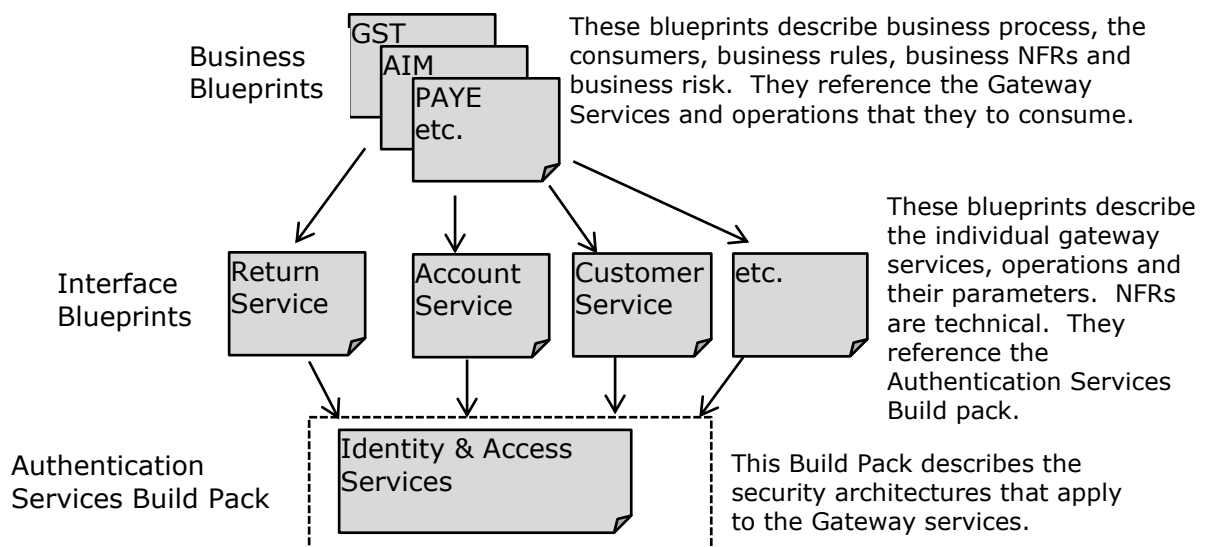 GST
AIM
PAYE
etc.
Business
Blueprints
These blueprints describe business process, the
consumers, business rules, business NFRs and
business risk.  They reference the Gateway
Services and operations that they to consume.
Interface
Blueprints
Return
Service
Account
Service
Customer
Service
etc.
These blueprints describe
the individual gateway
services, operations and
their parameters.  NFRs
are technical.  They
reference the
Authentication Services
Build pack.
Authentication
Services Build Pack
Identity & Access
Services
This Build Pack describes the
security architectures that apply
to the Gateway services.